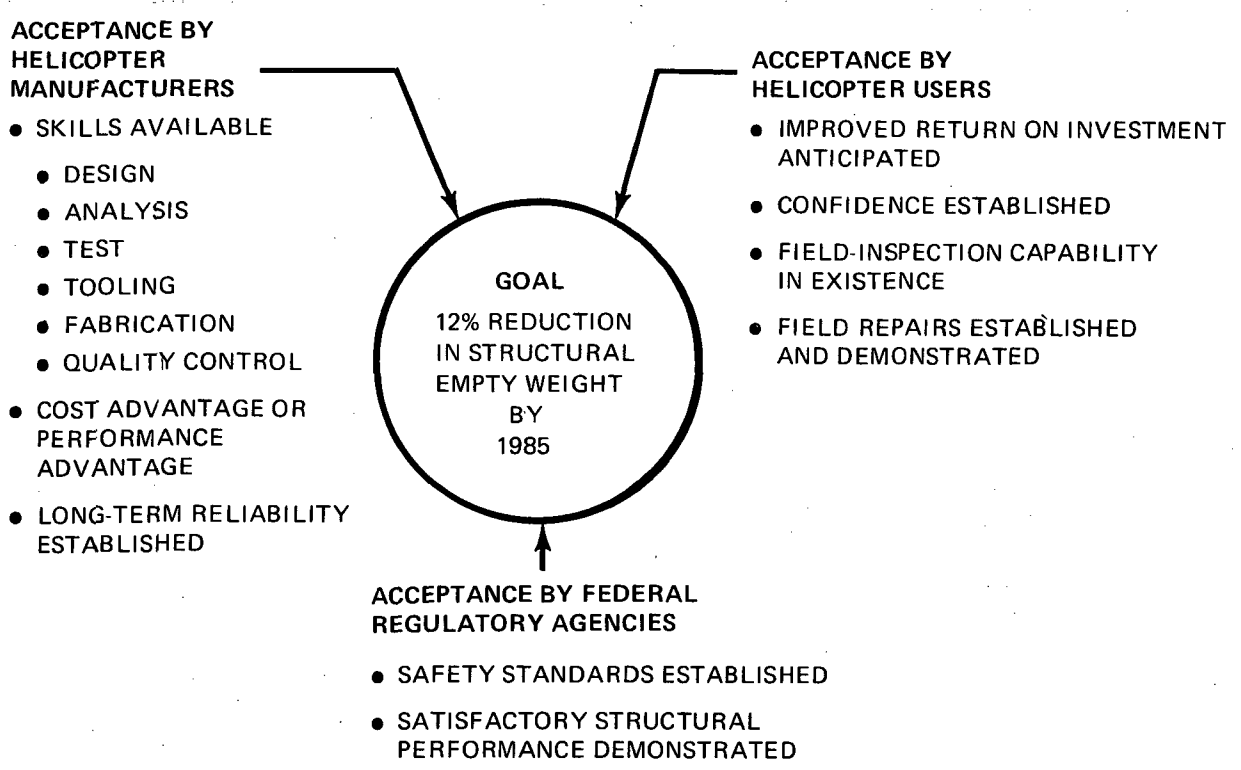 ACCEPTANCE BY
HELICOPTER
MANUFACTURERS
• SKILLS AVAILABLE
• DESIGN
• ANALYSIS
• TEST
• TOOLING
• FABRICATION
• QUALITY CONTROL
• COST ADVANTAGE OR
PERFORMANCE
ADVANTAGE
• LONG-TERM RELIABILITY
ESTABLISHED
ACCEPTANCE BY
HELICOPTER USERS
• IMPROVED RETURN ON INVESTMENT
ANTICIPATED
• CONFIDENCE ESTABLISHED
• FIELD-INSPECTION CAPABILITY
IN EXISTENCE
• FIELD REPAIRS ESTABLISHED
AND DEMONSTRATED
GOAL
12% REDUCTION
IN STRUCTURAL
EMPTY WEIGHT
BY
1985
ACCEPTANCE BY FEDERAL
REGULATORY AGENCIES
• SAFETY STANDARDS ESTABLISHED
• SATISFACTORY STRUCTURAL
PERFORMANCE DEMONSTRATED